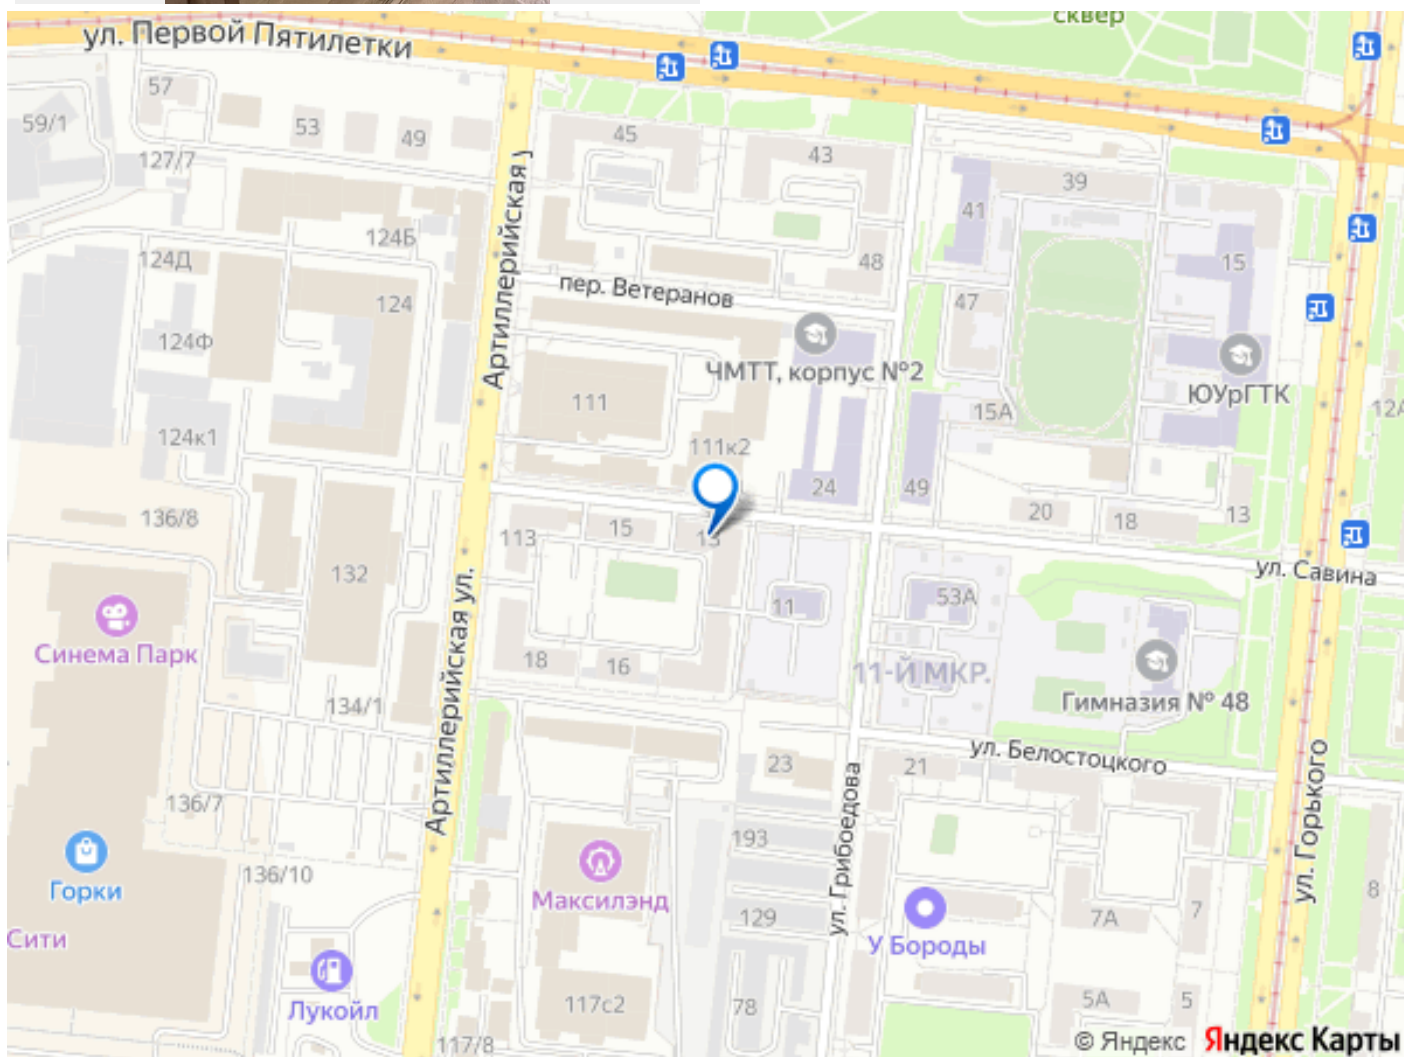 сквер
ул. Первой Пятилетки
57
59/1
53
49
45
43
127/7
39
41
124Б
48
15
124Д
Артиллерийская у
пер. Ветеранов
124
47
124Ф
ЧМТТ, корпус №2
ЮУрГТК
111
15А
12А
124к1
111к2
24
49
136/8
20
18
13
113
15
13
ул. Савина
132
11
53А
Синема Парк
Артиллерийская ул.
18
16
11-Й МКР.
134/1
Гимназия № 48
ул. Белостоцкого
23
21
136/7
ул. Грибоедова
ул. Горького
193
Горки
136/10
Максилэнд
8
129
7А
7
Сити
У Бороды
Лукойл
117с2
78
5А
5
117/8
© Яндекс Яндекс Карты